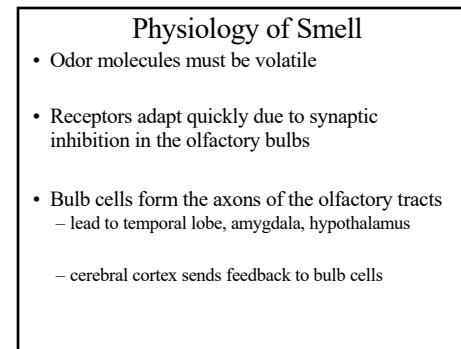 Physiology of Smell
• Odor molecules must be volatile
• Receptors adapt quickly due to synaptic
inhibition in the olfactory bulbs
• Bulb cells form the axons of the olfactory tracts
– lead to temporal lobe, amygdala, hypothalamus
– cerebral cortex sends feedback to bulb cells